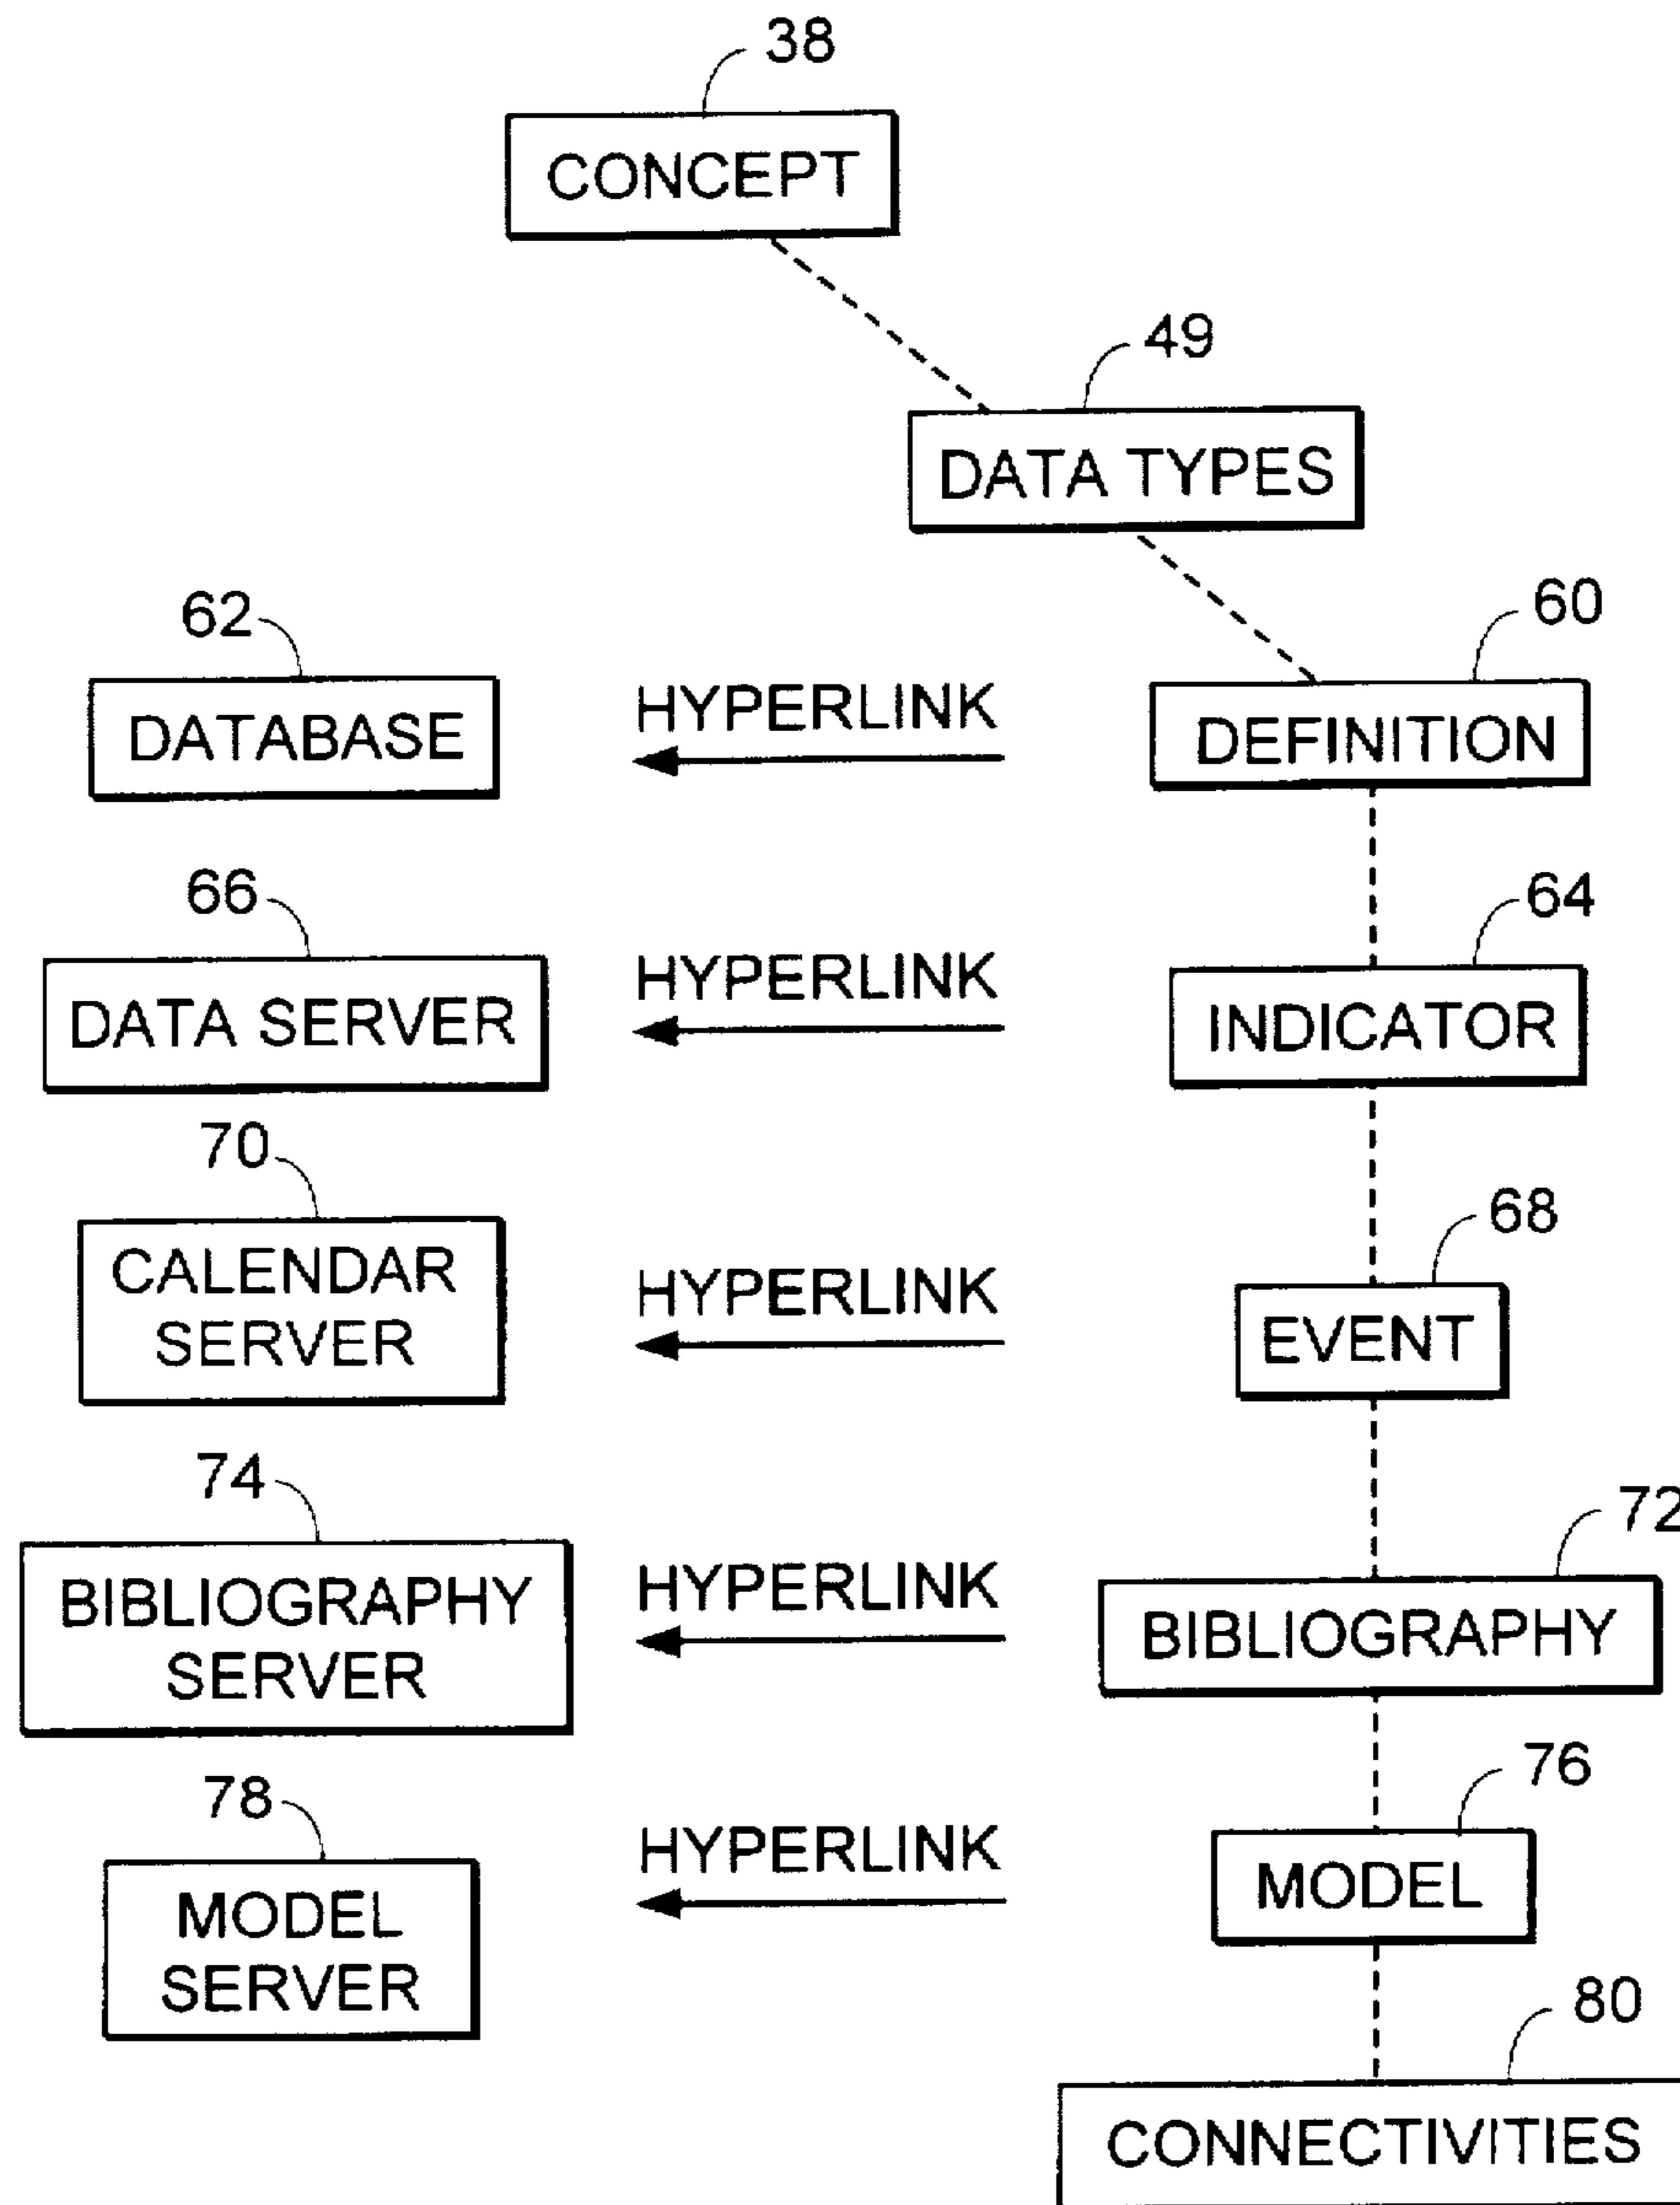 38
CONCEPT
49
DATA TYPES
62
60
DATABASE
HYPERLINK
DEFINITION
66
64
DATA SERVER
HYPERLINK
INDICATOR
70
68
CALENDAR
SERVER
HYPERLINK
EVENT
74
72
BIBLIOGRAPHY
SERVER
HYPERLINK
BIBLIOGRAPHY
78
76
MODEL
SERVER
HYPERLINK
MODEL
80
CONNECTIVITIES